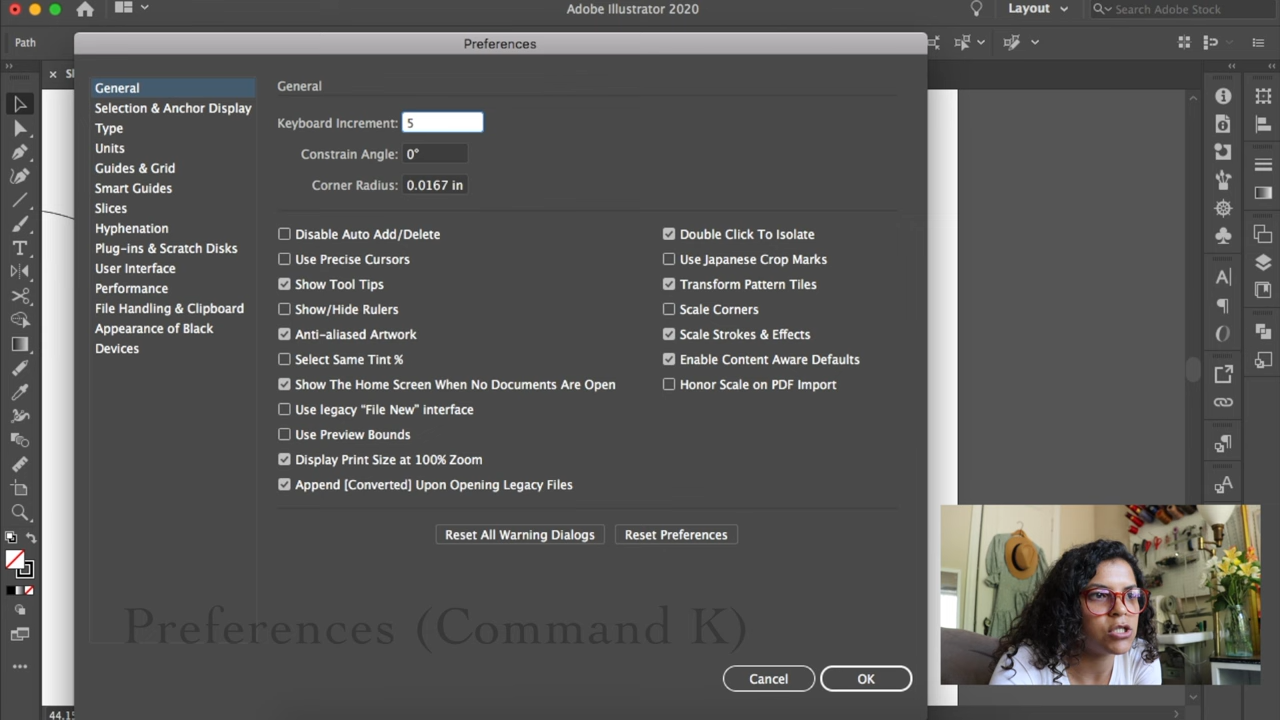 Adobe Illustrator 2020
Layout
Search Adobe Stock
Path
Preferences
General
Selection & Anchor Display
Type
Units
Guides & Grid
Smart Guides
Slices
Hyphenation
Plug-ins & Scratch Disks
User Interface
Performance
File Handling & Clipboard
Appearance of Black
Devices
General
Keyboard Increment: 5
Constrain Angle: 0°
Corner Radius: 0.0167 in
Disable Auto Add/Delete
Use Precise Cursors
Show Tool Tips
Show/Hide Rulers
Anti-aliased Artwork
Select Same Tint %
Show The Home Screen When No Documents Are Open
Use legacy "File New" interface
Use Preview Bounds
Display Print Size at 100% Zoom
Append [Converted] Upon Opening Legacy Files
Double Click To Isolate
Use Japanese Crop Marks
Transform Pattern Tiles
Scale Corners
Scale Strokes & Effects
Enable Content Aware Defaults
Honor Scale on PDF Import
Reset All Warning Dialogs
Reset Preferences
Preferences (Command K)
Cancel
OK